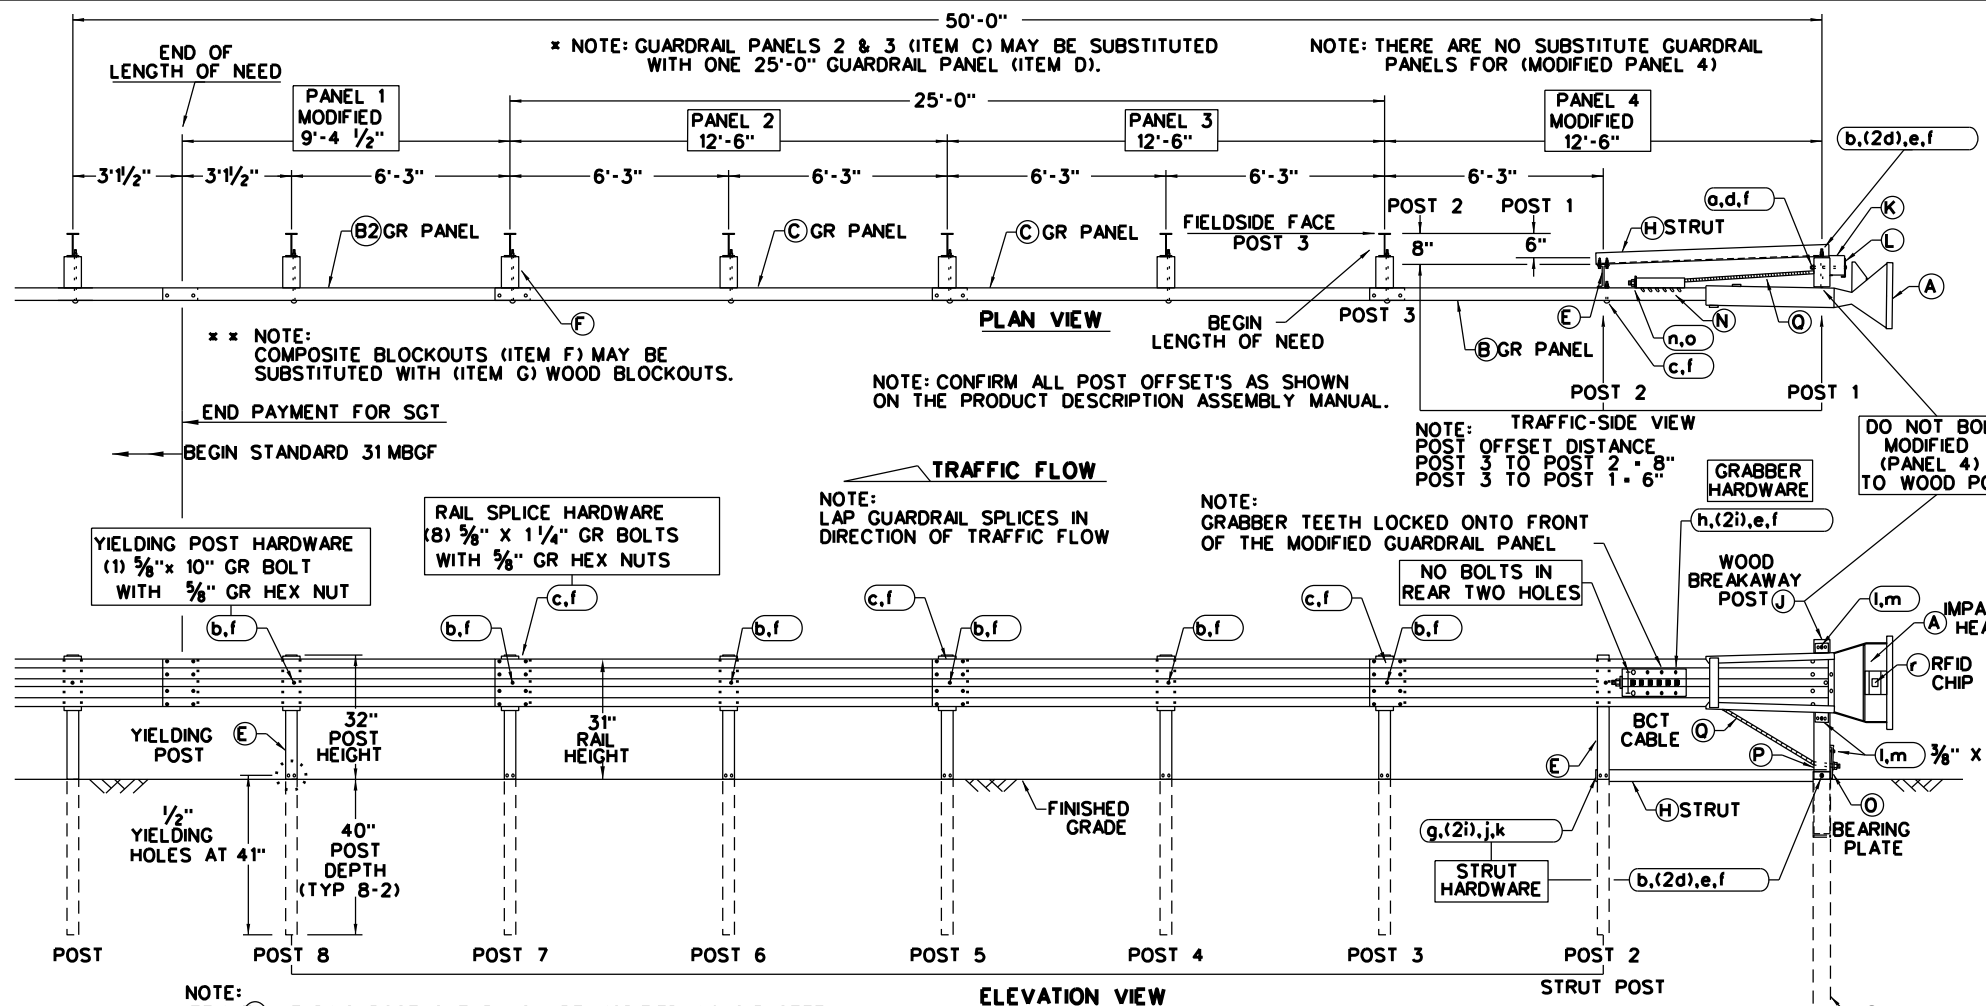 50'-0"
END OF
LENGTH OF NEED
* NOTE: GUARDRAIL PANELS 2 & 3 (ITEM C) MAY BE SUBSTITUTED
WITH ONE 25'-0" GUARDRAIL PANEL (ITEM D).
NOTE: THERE ARE NO SUBSTITUTE GUARDRAIL
PANELS FOR (MODIFIED PANEL 4)
PANEL 1
MODIFIED
9'-4 1/2"
25'-0"
PANEL 2
12'-6"
PANEL 3
12'-6"
PANEL 4
MODIFIED
12'-6"
b,(2d),e,f
3'1/2" 3'1/2" 6'-3" 6'-3" 6'-3" 6'-3" 6'-3" 6'-3"
POST 2 POST 1
a,d,f
K
B2 GR PANEL
C GR PANEL
C GR PANEL
FIELDSIDE FACE
POST 3
8"
6"
H STRUT
L
A
F
PLAN VIEW
BEGIN
LENGTH OF NEED
POST 3
E
N
Q
n,o
B GR PANEL
c,f
* * NOTE:
COMPOSITE BLOCKOUTS (ITEM F) MAY BE
SUBSTITUTED WITH (ITEM G) WOOD BLOCKOUTS.
NOTE: CONFIRM ALL POST OFFSET'S AS SHOWN
ON THE PRODUCT DESCRIPTION ASSEMBLY MANUAL.
POST 2 POST 1
END PAYMENT FOR SGT
BEGIN STANDARD 31 MBGF
TRAFFIC-SIDE VIEW
NOTE:
POST OFFSET DISTANCE
POST 3 TO POST 2 = 8"
POST 3 TO POST 1 = 6"
DO NOT
MODIFIED
(PANEL 4)
TO WOOD
TRAFFIC FLOW
NOTE:
LAP GUARDRAIL SPLICES IN
DIRECTION OF TRAFFIC FLOW
NOTE:
GRABBER TEETH LOCKED ONTO FRONT
OF THE MODIFIED GUARDRAIL PANEL
GRABBER
HARDWARE
h,(2i),e,f
YIELDING POST HARDWARE
(1) 5/8"x 10" GR BOLT
WITH 5/8" GR HEX NUT
RAIL SPLICE HARDWARE
(8) 5/8" X 1 1/4" GR BOLTS
WITH 5/8" GR HEX NUTS
NO BOLTS IN
REAR TWO HOLES
WOOD
BREAKAWAY
POST J
c,f
c,f
c,f
l,m
b,f
b,f
b,f
b,f
b,f
b,f
A
r RFID
CHIP
YIELDING
POST
E
32"
POST
HEIGHT
31"
RAIL
HEIGHT
BCT
CABLE
Q
E
P
l,m 3/8" X
1/2"
YIELDING
HOLES AT 41"
40"
POST
DEPTH
(TYP 8-2)
FINISHED
GRADE
H STRUT
O
BEARING
PLATE
g,(2i),j,k
STRUT
HARDWARE
b,(2d),e,f
POST POST 8 POST 7 POST 6 POST 5 POST 4 POST 3 POST 2
STRUT POST
NOTE:
ELEVATION VIEW